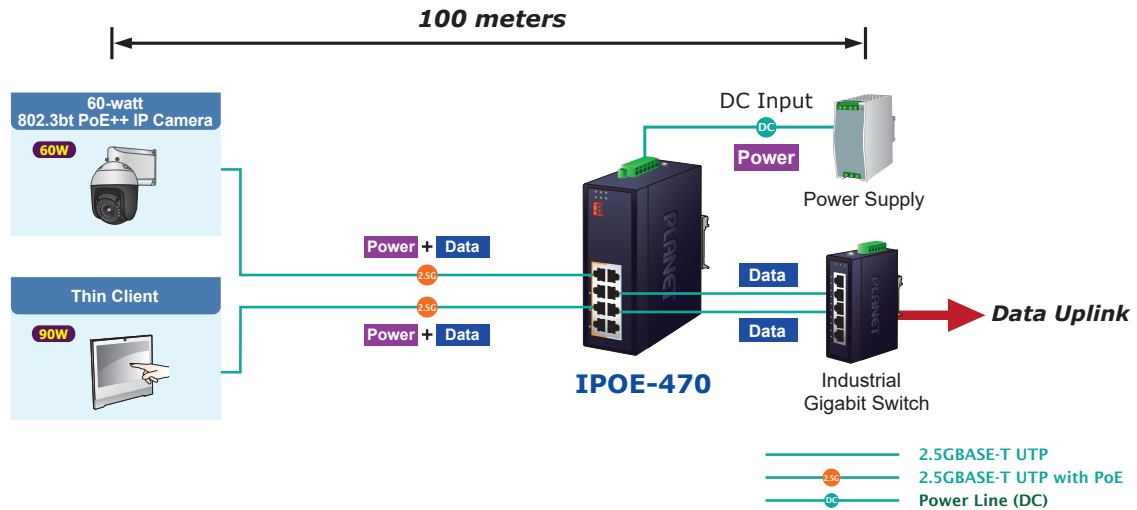 100 meters
60-watt
802.3bt PoE++ IP Camera
60W
DC Input
DC
Power
Power Supply
PLANET
Power + Data
2.5G
Thin Client
90W
2.5G
Power + Data
Data
Data
PLANET
Data Uplink
IPOE-470
Industrial
Gigabit Switch
2.5GBASE-T UTP
2.5G
2.5GBASE-T UTP with PoE
DC
Power Line (DC)